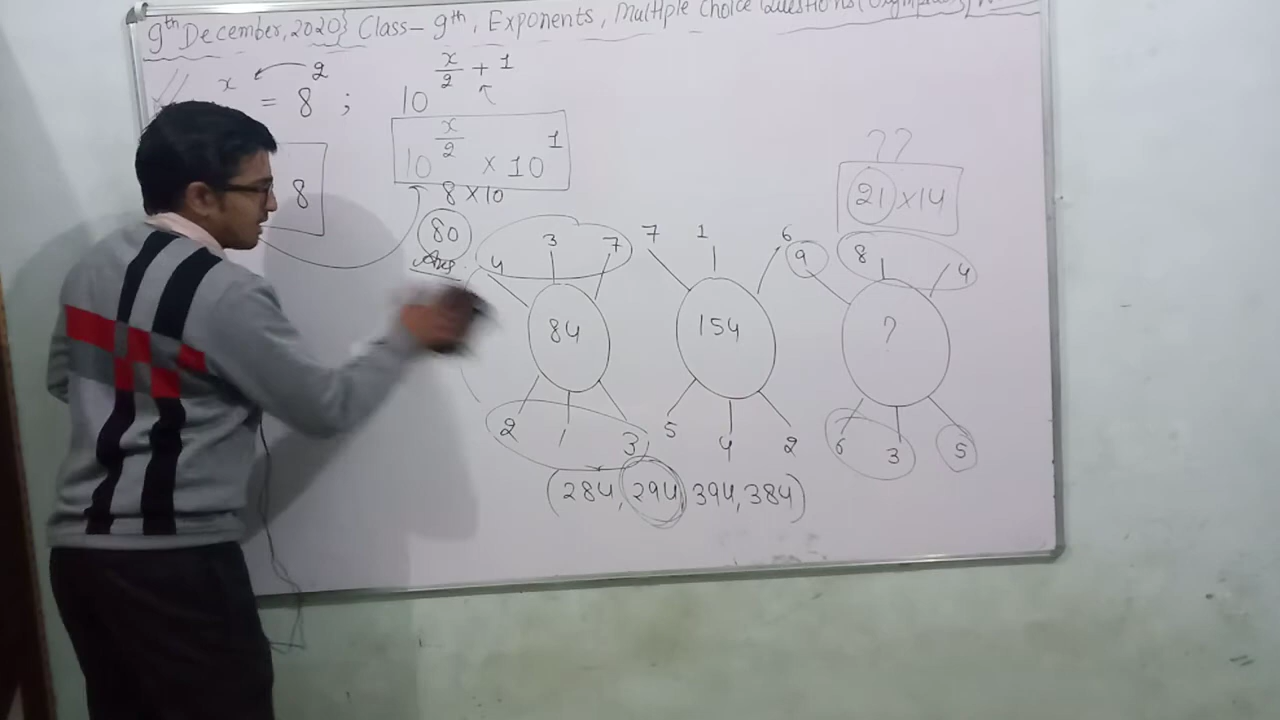 9th December, 2020} Class- 9th, Exponents, Multiple Choice Questions (Olympiads)
x 2
= 8 ; 10^(x/2 + 1)
10^(x/2) × 10^1
8
8 × 10
80
Ans
??
21 × 14
4 3 7
84
2 1 3
7 1 6
154
5 4 2
9 8 4
?
6 3 5
(284, 294, 394, 384)